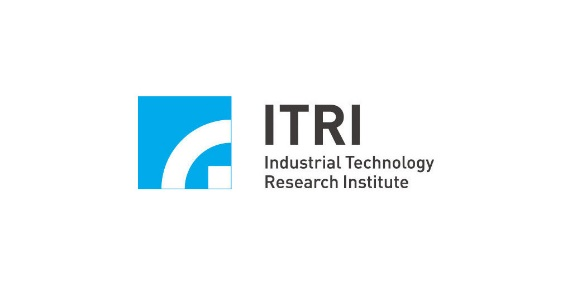 ITRI
Industrial Technology
Research Institute